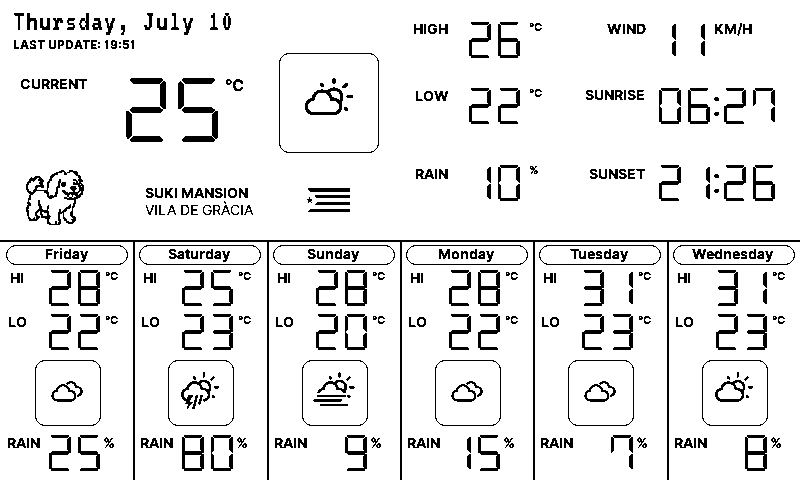 Thursday, July 10
LAST UPDATE: 19:51
CURRENT 25 °C
SUKI MANSION
VILA DE GRÀCIA
HIGH 26 °C
LOW 22 °C
RAIN 10 %
WIND 11 KM/H
SUNRISE 06:27
SUNSET 21:26
Friday
HI 28 °C
LO 22 °C
RAIN 25 %
Saturday
HI 25 °C
LO 23 °C
RAIN 80 %
Sunday
HI 28 °C
LO 20 °C
RAIN 9 %
Monday
HI 28 °C
LO 22 °C
RAIN 15 %
Tuesday
HI 31 °C
LO 23 °C
RAIN 7 %
Wednesday
HI 31 °C
LO 23 °C
RAIN 8 %